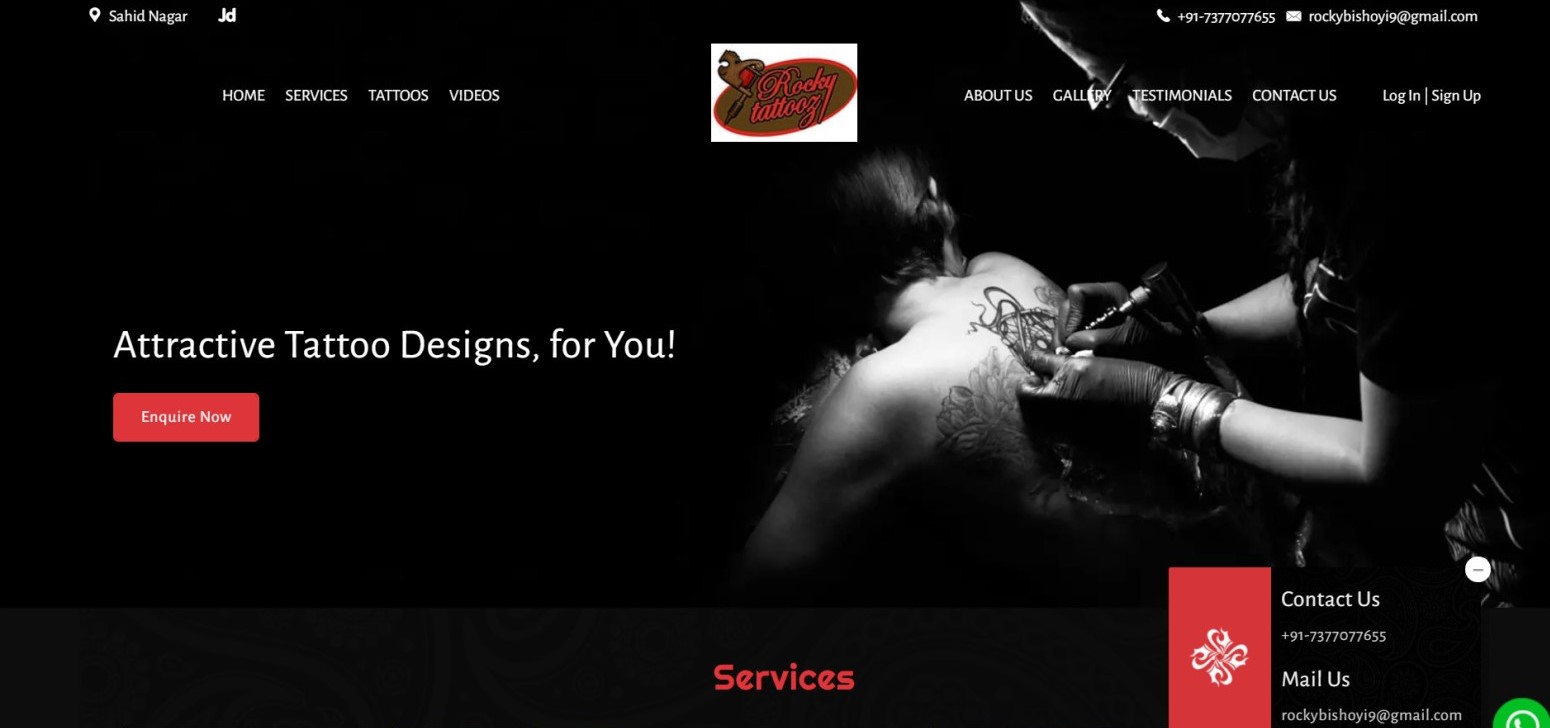 Sahid Nagar
Jd
+91-7377077655
rockybishoyi9@gmail.com
HOME
SERVICES
TATTOOS
VIDEOS
Rocky
tattooz
ABOUT US
GALLERY
TESTIMONIALS
CONTACT US
Log In | Sign Up
Attractive Tattoo Designs, for You!
Enquire Now
Services
Contact Us
+91-7377077655
Mail Us
rockybishoyi9@gmail.com